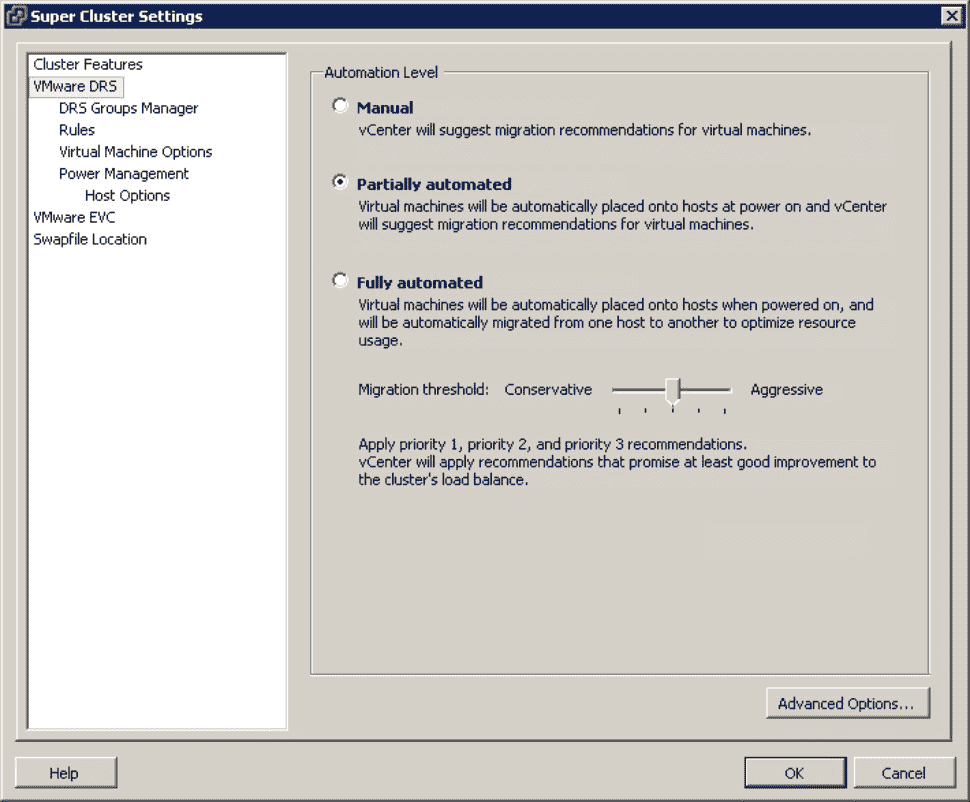 Super Cluster Settings
Cluster Features
VMware DRS
DRS Groups Manager
Rules
Virtual Machine Options
Power Management
Host Options
VMware EVC
Swapfile Location
Automation Level
Manual
vCenter will suggest migration recommendations for virtual machines.
Partially automated
Virtual machines will be automatically placed onto hosts at power on and vCenter
will suggest migration recommendations for virtual machines.
Fully automated
Virtual machines will be automatically placed onto hosts when powered on, and
will be automatically migrated from one host to another to optimize resource
usage.
Migration threshold: Conservative Aggressive
Apply priority 1, priority 2, and priority 3 recommendations.
vCenter will apply recommendations that promise at least good improvement to
the cluster's load balance.
Advanced Options...
Help OK Cancel